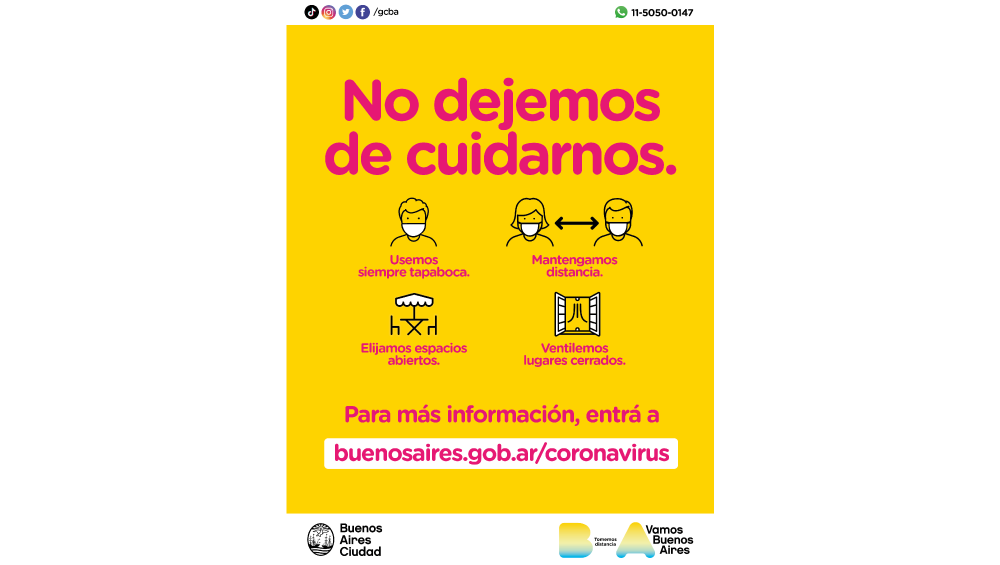 /gcba
11-5050-0147
No dejemos
de cuidarnos.
Usemos
siempre tapaboca.
Mantengamos
distancia.
Elijamos espacios
abiertos.
Ventilemos
lugares cerrados.
Para más información, entrá a
buenosaires.gob.ar/coronavirus
Buenos
Aires
Ciudad
B
Tomemos
distancia
A
Vamos
Buenos
Aires